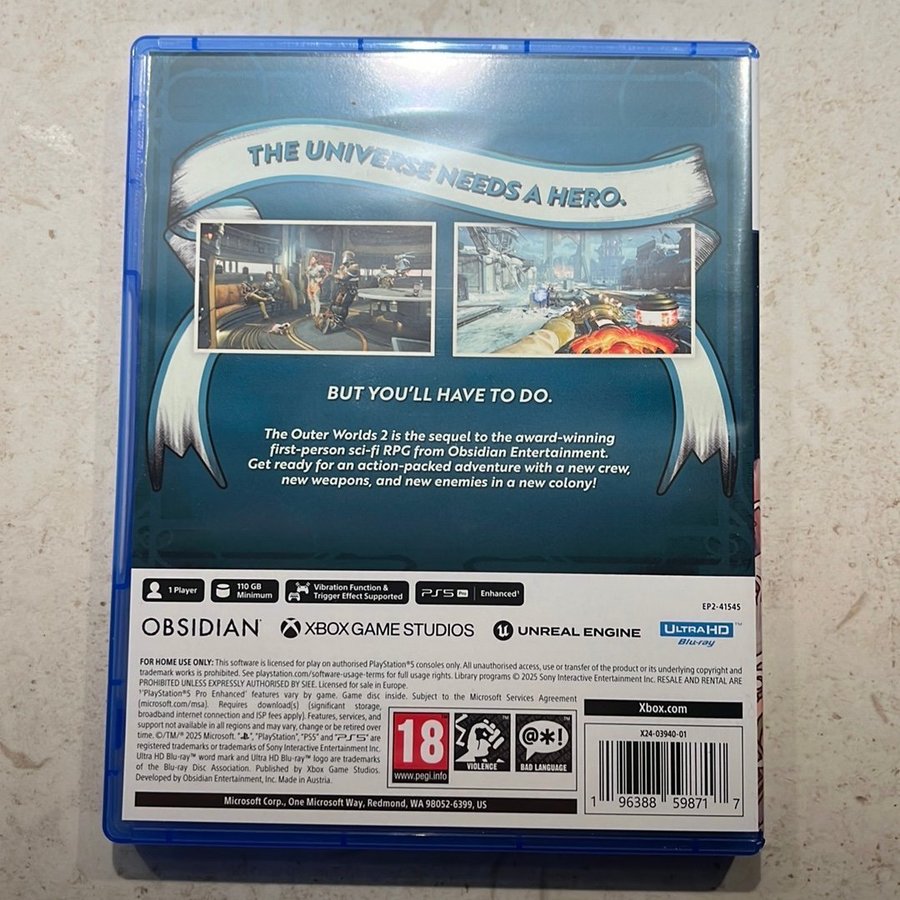 THE UNIVERSE NEEDS A HERO.
BUT YOU'LL HAVE TO DO.
The Outer Worlds 2 is the sequel to the award-winning
first-person sci-fi RPG from Obsidian Entertainment.
Get ready for an action-packed adventure with a new crew,
new weapons, and new enemies in a new colony!
1 Player
110 GB
Minimum
Vibration Function &
Trigger Effect Supported
PS5 Pro
Enhanced¹
EP2-41545
OBSIDIAN
XBOX GAME STUDIOS
UNREAL ENGINE
ULTRA HD™
Blu-ray
FOR HOME USE ONLY: This software is licensed for play on authorised PlayStation®5 consoles only. All unauthorised access, use or transfer of the product or its underlying copyright and
trademark works is prohibited. See playstation.com/software-usage-terms for full usage rights. Library programs © 2025 Sony Interactive Entertainment Inc. RESALE AND RENTAL ARE
PROHIBITED UNLESS EXPRESSLY AUTHORISED BY SIEE. Licensed for sale in Europe.
¹'PlayStation®5 Pro Enhanced' features vary by game. Game disc inside. Subject to the Microsoft Services Agreement
(microsoft.com/msa). Requires download(s) (significant storage,
broadband internet connection and ISP fees apply). Features, services, and
support not available in all regions and may vary, change or be retired over
time. ©/TM/® 2025 Microsoft. "PlayStation", "PS5" and "PS5" are
registered trademarks or trademarks of Sony Interactive Entertainment Inc.
Ultra HD Blu-ray™ word mark and Ultra HD Blu-ray™ logo are trademarks
of the Blu-ray Disc Association. Published by Xbox Game Studios.
Developed by Obsidian Entertainment, Inc. Made in Austria.
18
www.pegi.info
VIOLENCE
@*!
BAD LANGUAGE
Xbox.com
X24-03940-01
1 96388 59871 7
Microsoft Corp., One Microsoft Way, Redmond, WA 98052-6399, US